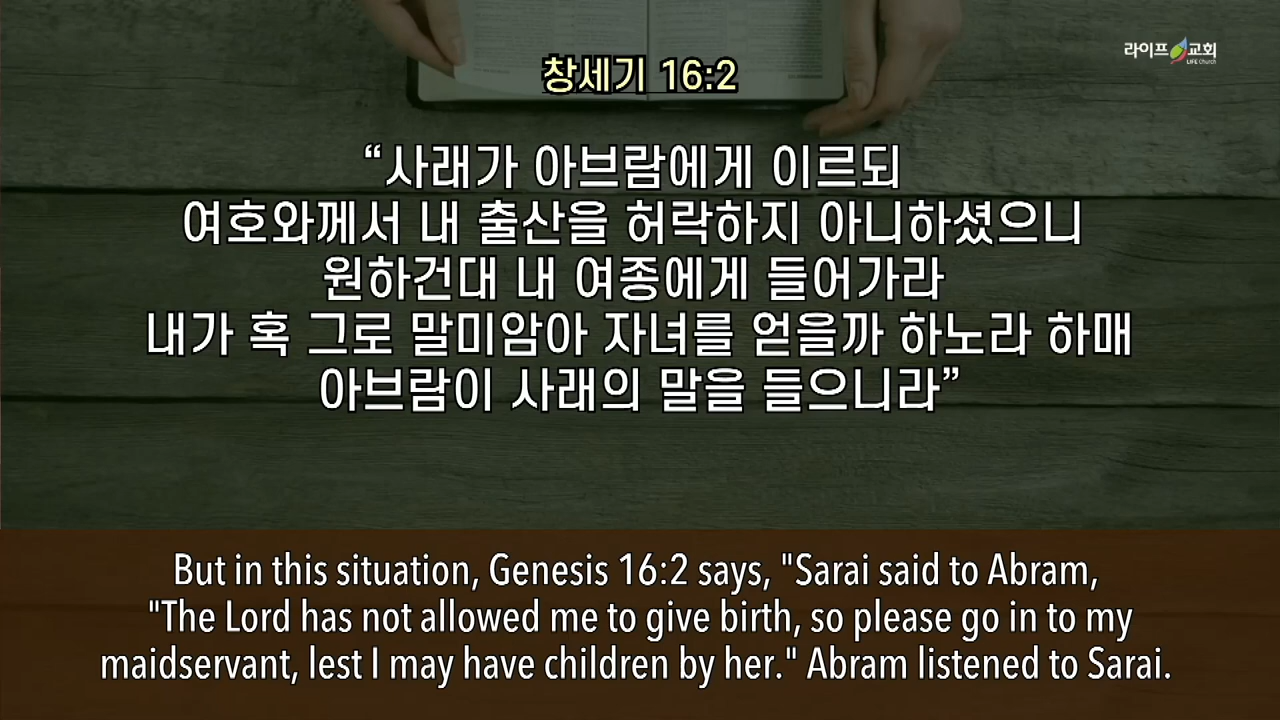 라이프 교회
LIFE Church
창세기 16:2
“사래가 아브람에게 이르되
여호와께서 내 출산을 허락하지 아니하셨으니
원하건대 내 여종에게 들어가라
내가 혹 그로 말미암아 자녀를 얻을까 하노라 하매
아브람이 사래의 말을 들으니라”
But in this situation, Genesis 16:2 says, "Sarai said to Abram,
"The Lord has not allowed me to give birth, so please go in to my
maidservant, lest I may have children by her." Abram listened to Sarai.